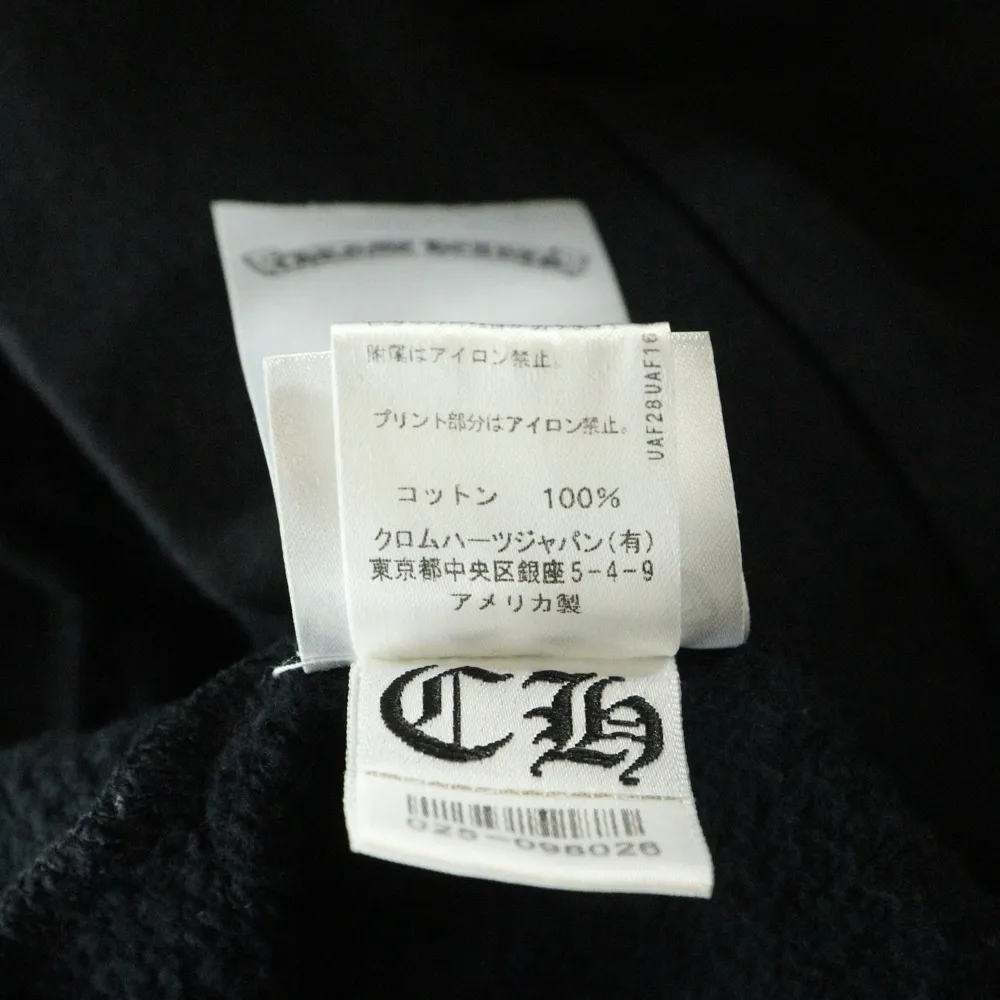 CHROME HEARTS
附属はアイロン禁止。
プリント部分はアイロン禁止。
UAF28UAF16
コットン 100%
クロムハーツジャパン(有)
東京都中央区銀座5-4-9
アメリカ製
CH
025-098026